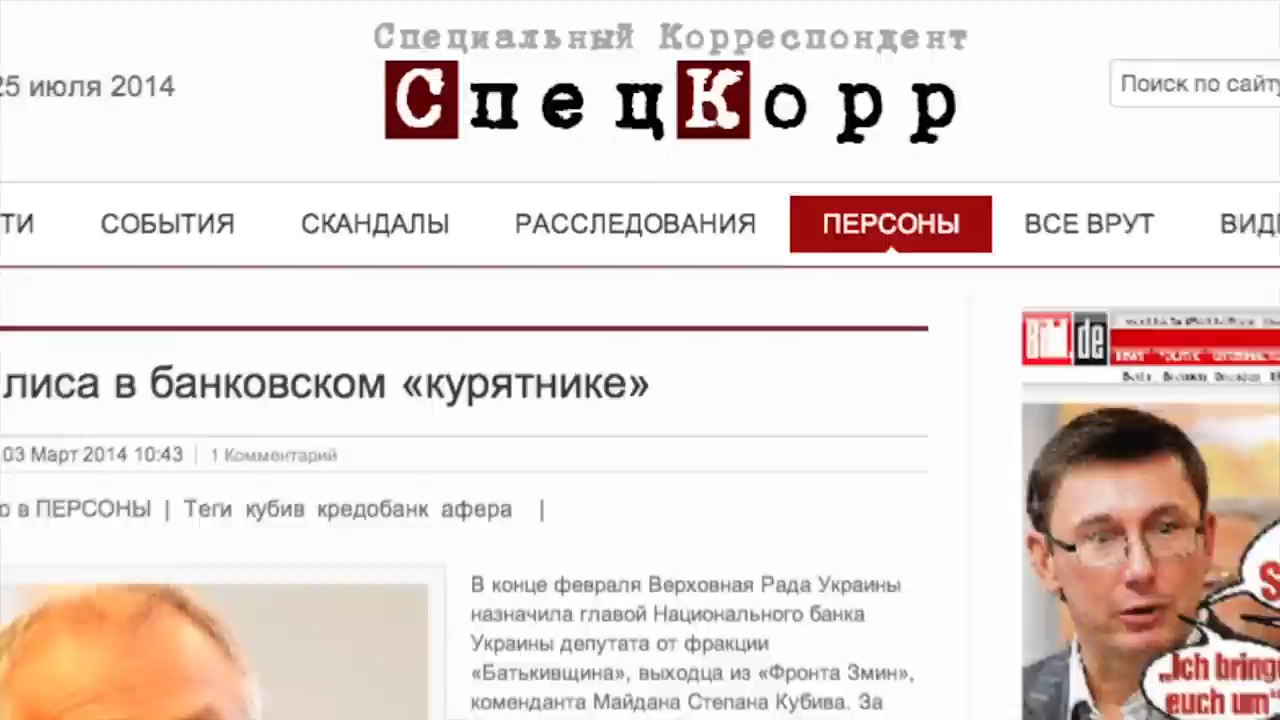 Специальный Корреспондент
25 июля 2014
СпецКорр
Поиск по сайту
ТИ СОБЫТИЯ СКАНДАЛЫ РАССЛЕДОВАНИЯ ПЕРСОНЫ ВСЕ ВРУТ ВИД
Bild.de
лиса в банковском «курятнике»
03 Март 2014 10:43 1 Комментарий
о в ПЕРСОНЫ | Теги кубив кредобанк афера |
В конце февраля Верховная Рада Украины
назначила главой Национального банка
Украины депутата от фракции
«Батькивщина», выходца из «Фронта Змин»,
коменданта Майдана Степана Кубива. За
S
„Ich bring
euch um"